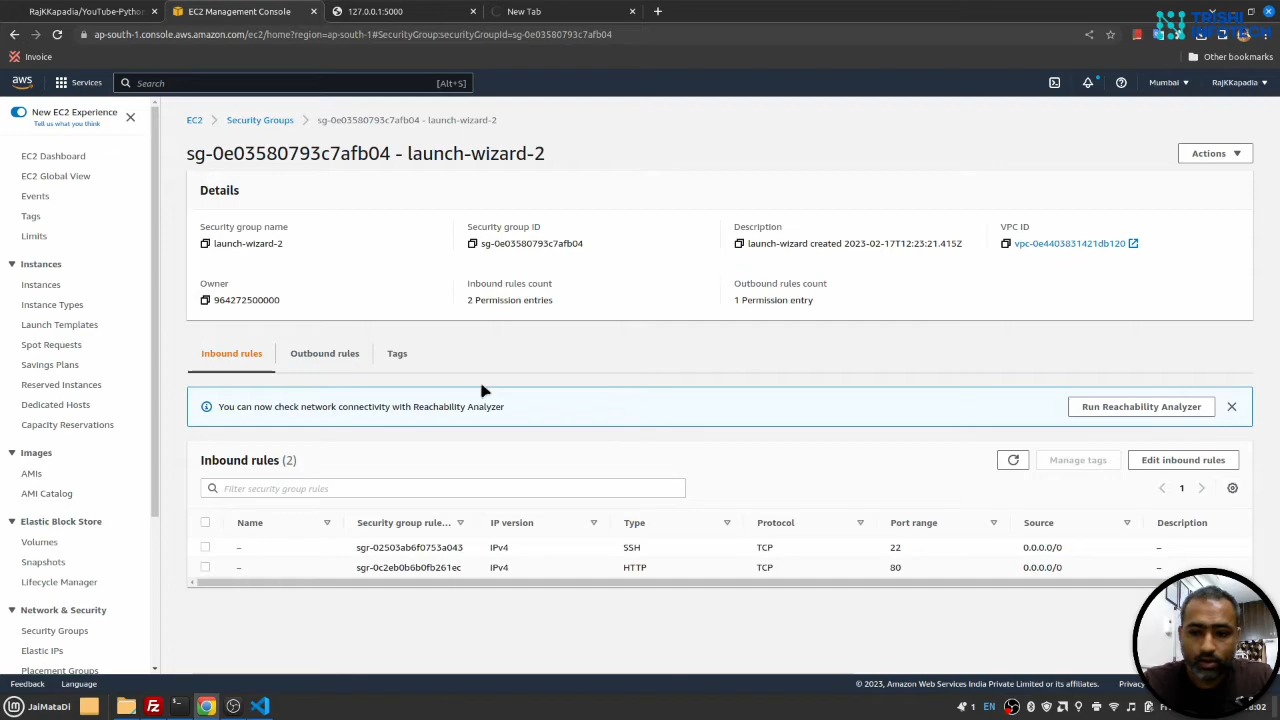 RajKKapadia/YouTube-Pytho
EC2 Management Console
127.0.0.1:5000
New Tab
ap-south-1.console.aws.amazon.com/ec2/home?region=ap-south-1#SecurityGroup:securityGroupId=sg-0e03580793c7afb04
TRISHI INFOTECH
Invoice
Other bookmarks
aws
Services
Search
[Alt+S]
Mumbai
RajKKapadia
New EC2 Experience
Tell us what you think
EC2 Dashboard
EC2 Global View
Events
Tags
Limits
Instances
Instances
Instance Types
Launch Templates
Spot Requests
Savings Plans
Reserved Instances
Dedicated Hosts
Capacity Reservations
Images
AMIs
AMI Catalog
Elastic Block Store
Volumes
Snapshots
Lifecycle Manager
Network & Security
Security Groups
Elastic IPs
Placement Groups
EC2 > Security Groups > sg-0e03580793c7afb04 - launch-wizard-2
sg-0e03580793c7afb04 - launch-wizard-2
Actions
Details
Security group name
launch-wizard-2
Security group ID
sg-0e03580793c7afb04
Description
launch-wizard created 2023-02-17T12:23:21.415Z
VPC ID
vpc-0e4403831421db120
Owner
964272500000
Inbound rules count
2 Permission entries
Outbound rules count
1 Permission entry
Inbound rules
Outbound rules
Tags
You can now check network connectivity with Reachability Analyzer
Run Reachability Analyzer
Inbound rules (2)
Manage tags
Edit inbound rules
Filter security group rules
1
Name Security group rule... IP version Type Protocol Port range Source Description
– sgr-02503ab6f0753a043 IPv4 SSH TCP 22 0.0.0.0/0 –
– sgr-0c2eb0b6b0fb261ec IPv4 HTTP TCP 80 0.0.0.0/0 –
Feedback
Language
© 2023, Amazon Web Services India Private Limited or its affiliates.
Privacy
JaiMataDi
1
EN